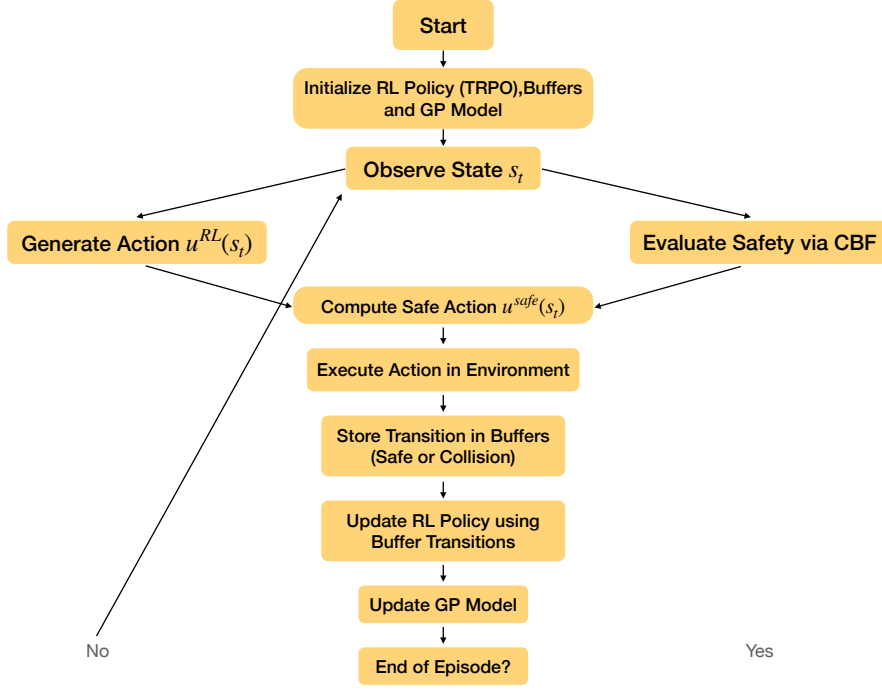 Start
Initialize RL Policy (TRPO),Buffers
and GP Model
Observe State s_t
Generate Action u^{RL}(s_t)
Evaluate Safety via CBF
Compute Safe Action u^{safe}(s_t)
Execute Action in Environment
Store Transition in Buffers
(Safe or Collision)
Update RL Policy using
Buffer Transitions
Update GP Model
No
Yes
End of Episode?